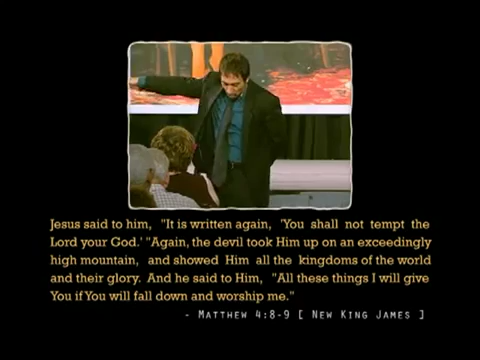 Jesus said to him, "It is written again, 'You shall not tempt the
Lord your God.' "Again, the devil took Him up on an exceedingly
high mountain, and showed Him all the kingdoms of the world
and their glory. And he said to Him, "All these things I will give
You if You will fall down and worship me."
- Matthew 4:8-9 [ New King James ]